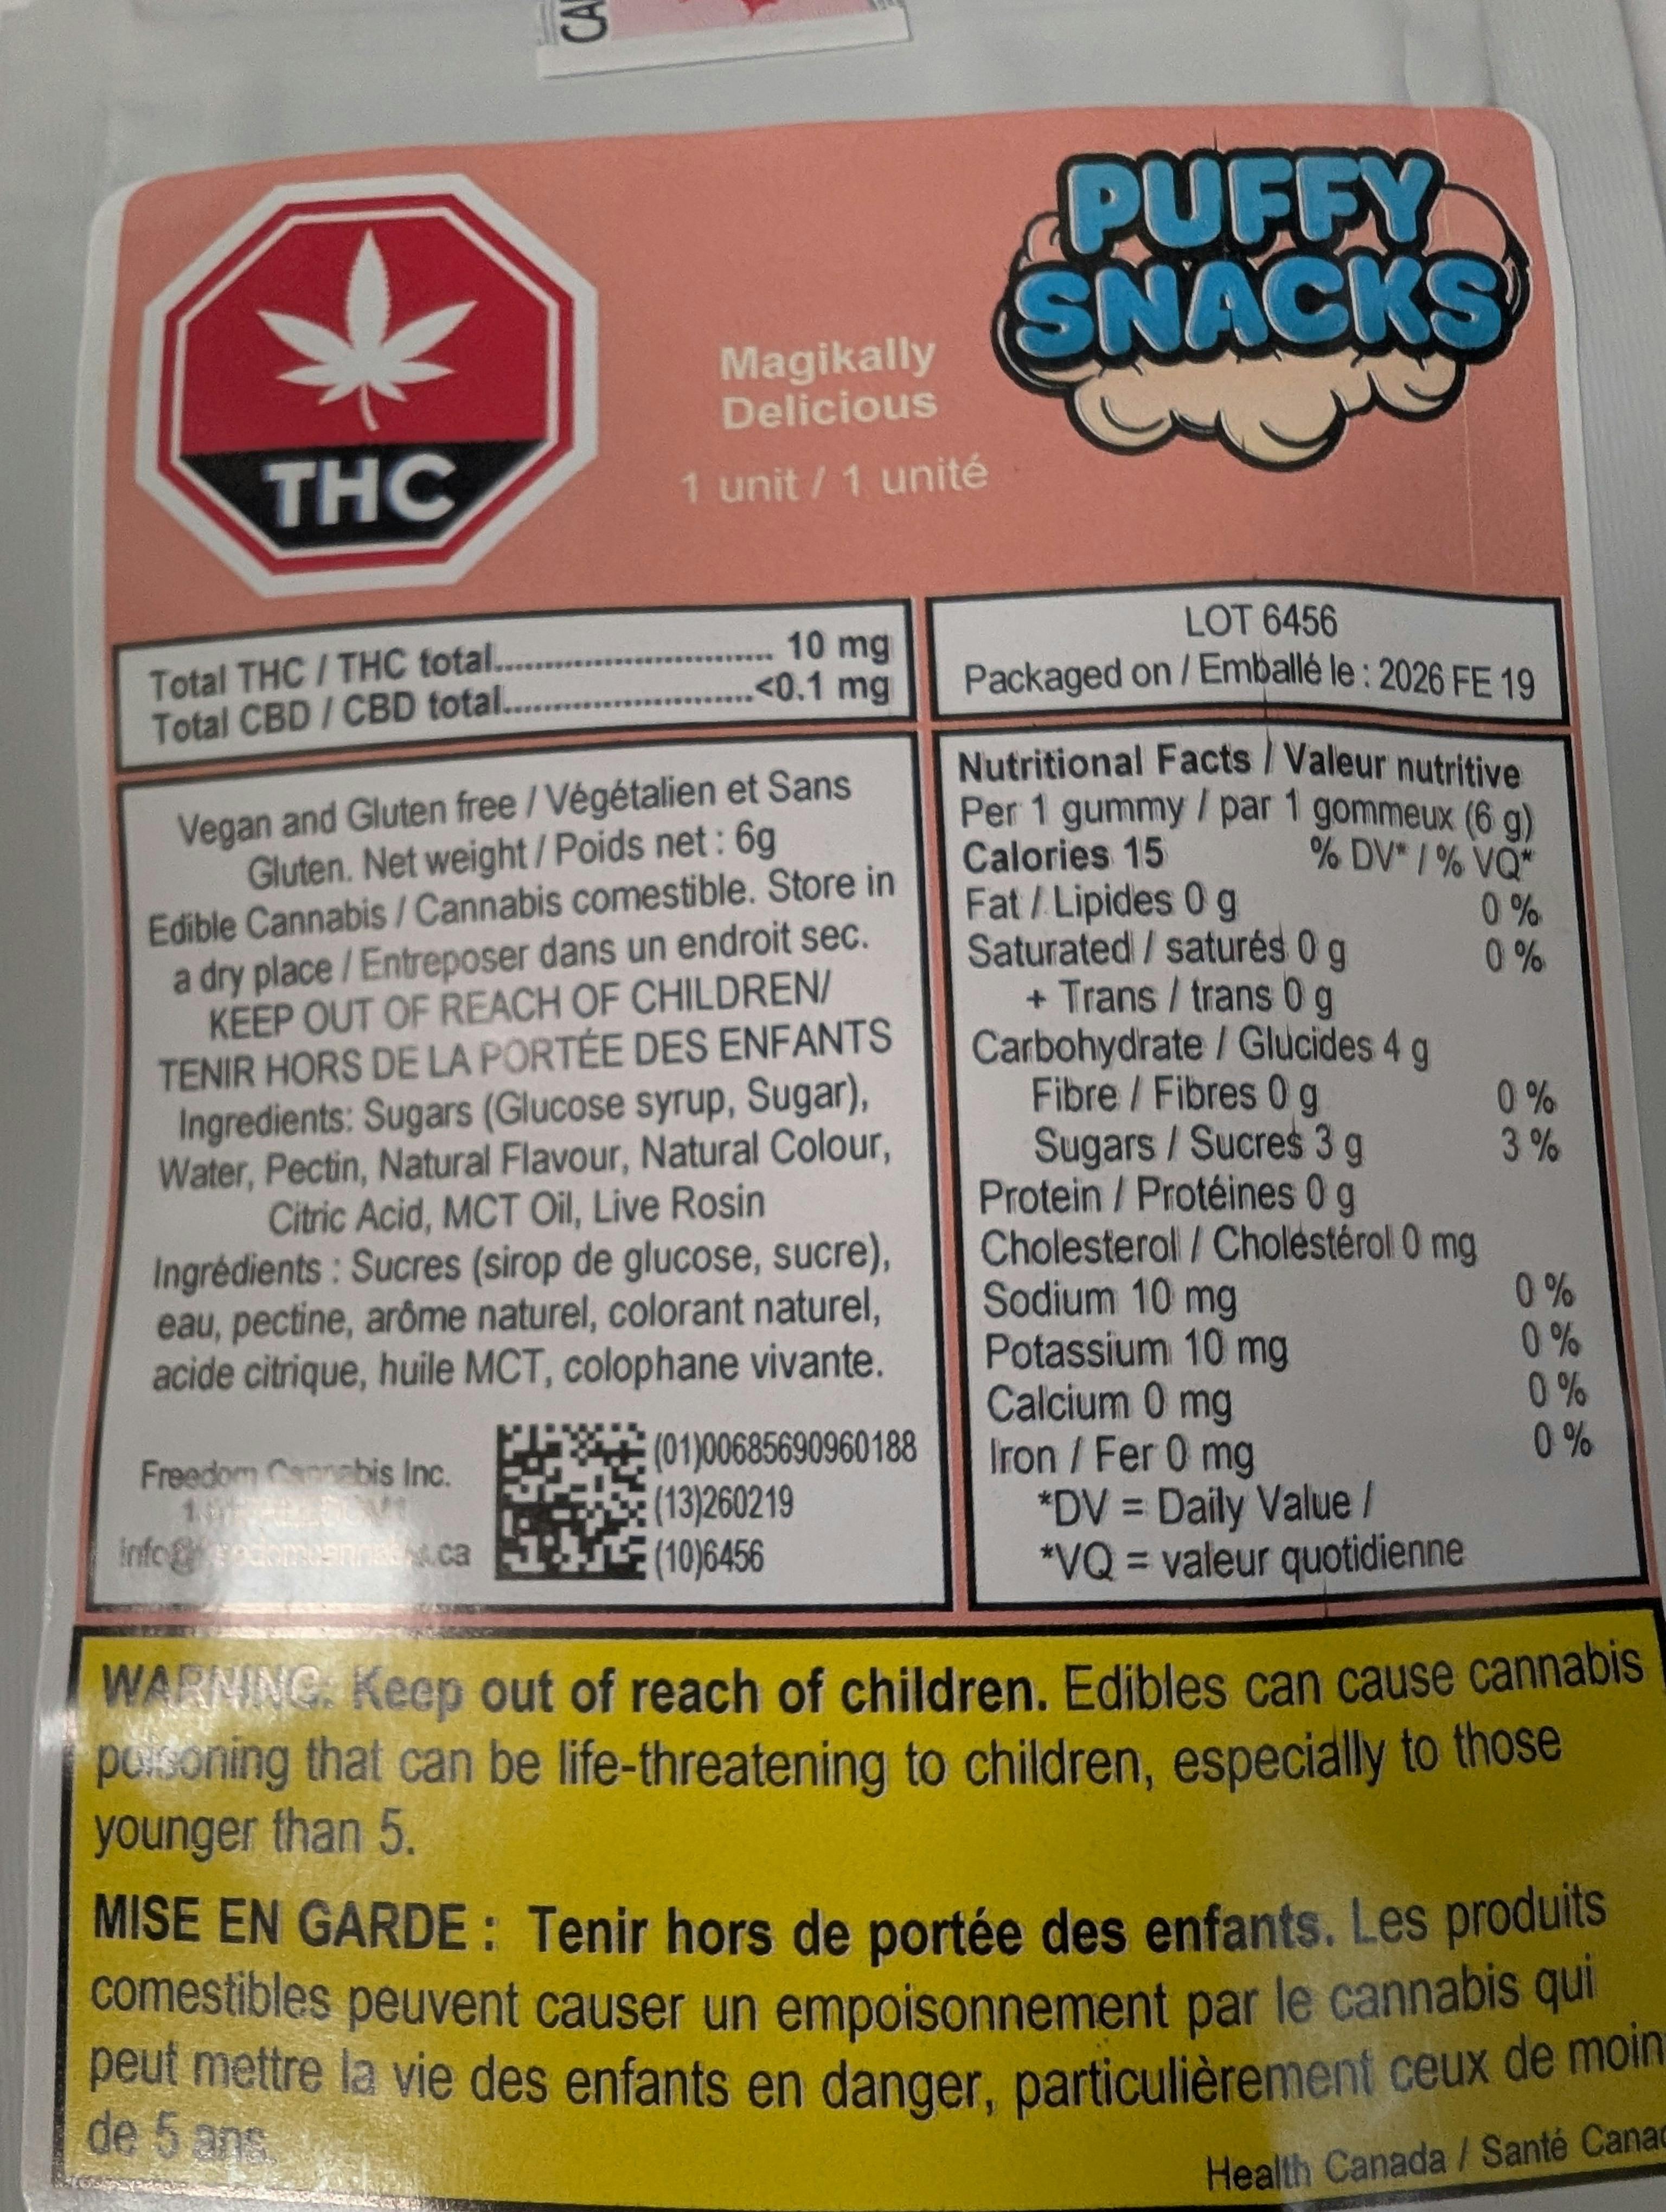 CA
PUFFY
SNACKS
Magikally
Delicious
1 unit / 1 unité
THC
Total THC / THC total............................ 10 mg
Total CBD / CBD total.........................<0.1 mg
LOT 6456
Packaged on / Emballé le : 2026 FE 19
Vegan and Gluten free / Végétalien et Sans
Gluten. Net weight / Poids net : 6g
Edible Cannabis / Cannabis comestible. Store in
a dry place / Entreposer dans un endroit sec.
KEEP OUT OF REACH OF CHILDREN/
TENIR HORS DE LA PORTÉE DES ENFANTS
Ingredients: Sugars (Glucose syrup, Sugar),
Water, Pectin, Natural Flavour, Natural Colour,
Citric Acid, MCT Oil, Live Rosin
Ingrédients : Sucres (sirop de glucose, sucre),
eau, pectine, arôme naturel, colorant naturel,
acide citrique, huile MCT, colophane vivante.
Freedom Cannabis Inc.
(01)00685690960188
(13)260219
(10)6456
Nutritional Facts / Valeur nutritive
Per 1 gummy / par 1 gommeux (6 g)
Calories 15 % DV* / % VQ*
Fat / Lipides 0 g 0 %
Saturated / saturés 0 g 0 %
+ Trans / trans 0 g
Carbohydrate / Glucides 4 g
Fibre / Fibres 0 g 0 %
Sugars / Sucres 3 g 3 %
Protein / Protéines 0 g
Cholesterol / Choléstérol 0 mg
Sodium 10 mg 0 %
Potassium 10 mg 0 %
Calcium 0 mg 0 %
Iron / Fer 0 mg 0 %
*DV = Daily Value /
*VQ = valeur quotidienne
WARNING: Keep out of reach of children. Edibles can cause cannabis
poisoning that can be life-threatening to children, especially to those
younger than 5.
MISE EN GARDE : Tenir hors de portée des enfants. Les produits
comestibles peuvent causer un empoisonnement par le cannabis qui
peut mettre la vie des enfants en danger, particulièrement ceux de moin
de 5 ans.
Health Canada / Santé Canad